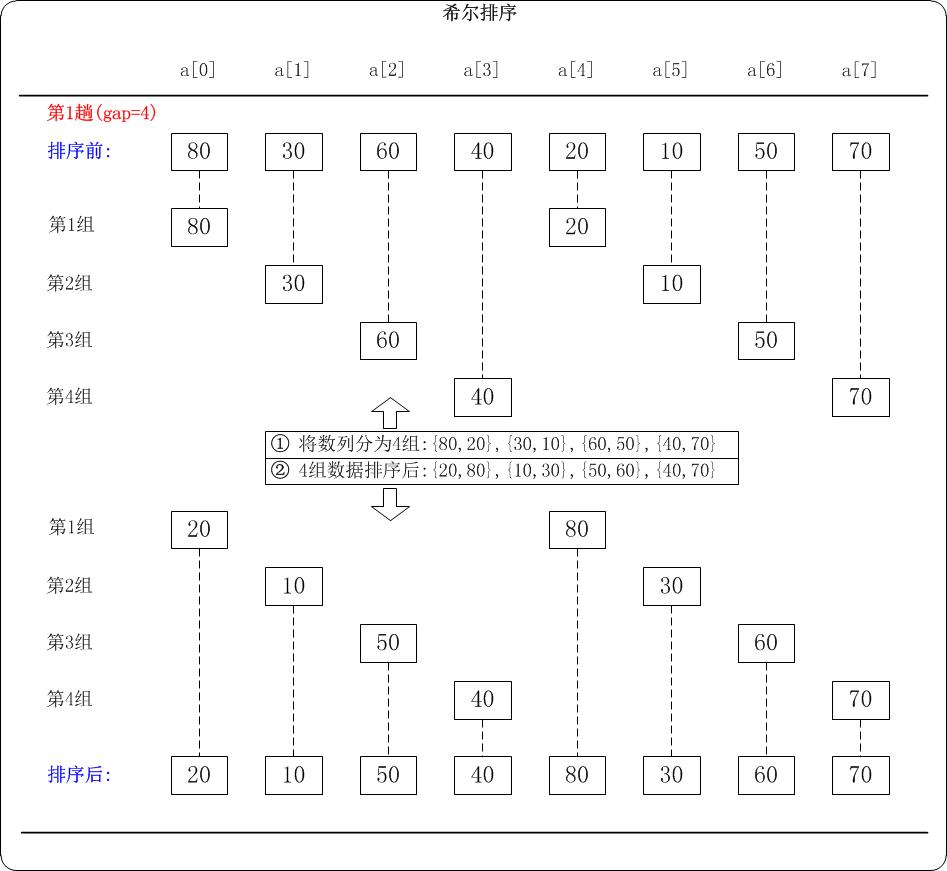 希尔排序
a[0] a[1] a[2] a[3] a[4] a[5] a[6] a[7]
第1趟(gap=4)
排序前: 80 30 60 40 20 10 50 70
第1组 80 20
第2组 30 10
第3组 60 50
第4组 40 70
① 将数列分为4组:{80,20},{30,10},{60,50},{40,70}
② 4组数据排序后:{20,80},{10,30},{50,60},{40,70}
第1组 20 80
第2组 10 30
第3组 50 60
第4组 40 70
排序后: 20 10 50 40 80 30 60 70